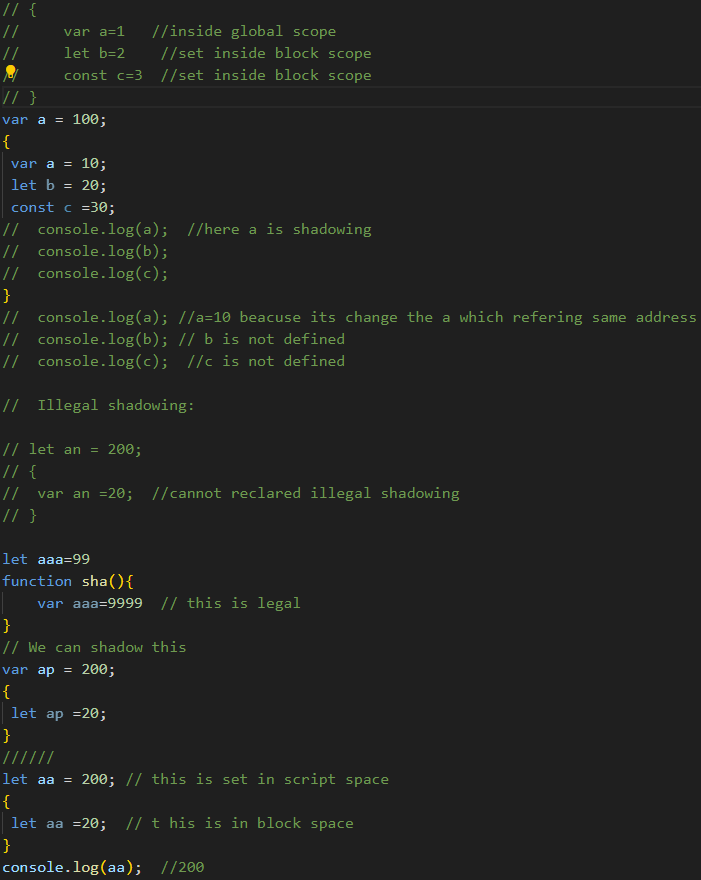 // {
//     var a=1   //inside global scope
//     let b=2    //set inside block scope
//     const c=3  //set inside block scope
// }
var a = 100;
{
 var a = 10;
 let b = 20;
 const c =30;
//  console.log(a);  //here a is shadowing
//  console.log(b);
//  console.log(c);
}
//  console.log(a); //a=10 beacuse its change the a which refering same address
//  console.log(b); // b is not defined
//  console.log(c);  //c is not defined
//  Illegal shadowing:
// let an = 200;
// {
//  var an =20;  //cannot reclared illegal shadowing
// }
let aaa=99
function sha(){
    var aaa=9999  // this is legal
}
// We can shadow this
var ap = 200;
{
 let ap =20;
}
//////
let aa = 200; // this is set in script space
{
 let aa =20;  // t his is in block space
}
console.log(aa);  //200